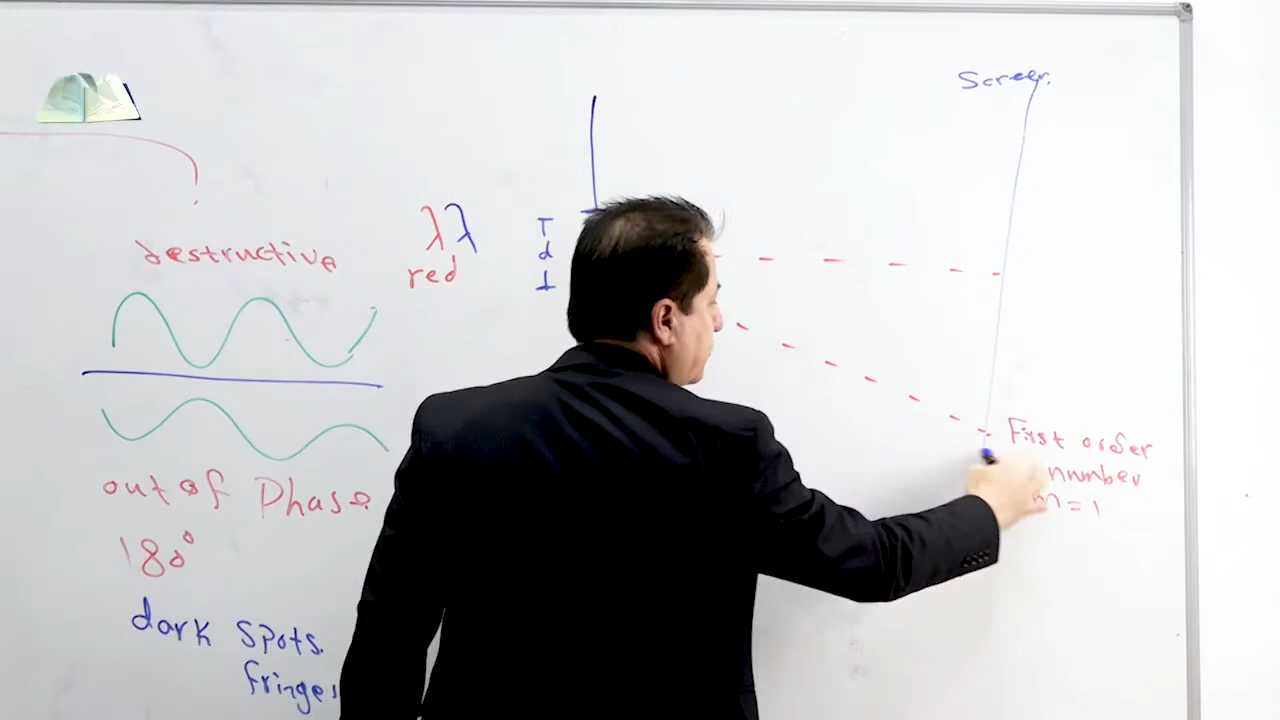 Screen.
destructive
λ λ
red
d
First order
number
m = 1
out of Phase
180°
dark spots.
fringes